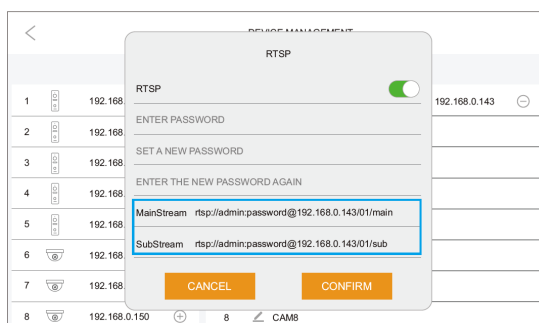 DEVICE MANAGEMENT
RTSP
RTSP
1 192.168. 192.168.0.143
ENTER PASSWORD
2 192.168
SET A NEW PASSWORD
3 192.168
ENTER THE NEW PASSWORD AGAIN
4 192.168
MainStream rtsp://admin:password@192.168.0.143/01/main
5 192.168
SubStream rtsp://admin:password@192.168.0.143/01/sub
6 192.168
7 192.168
CANCEL CONFIRM
8 192.168.0.150 8 CAM8